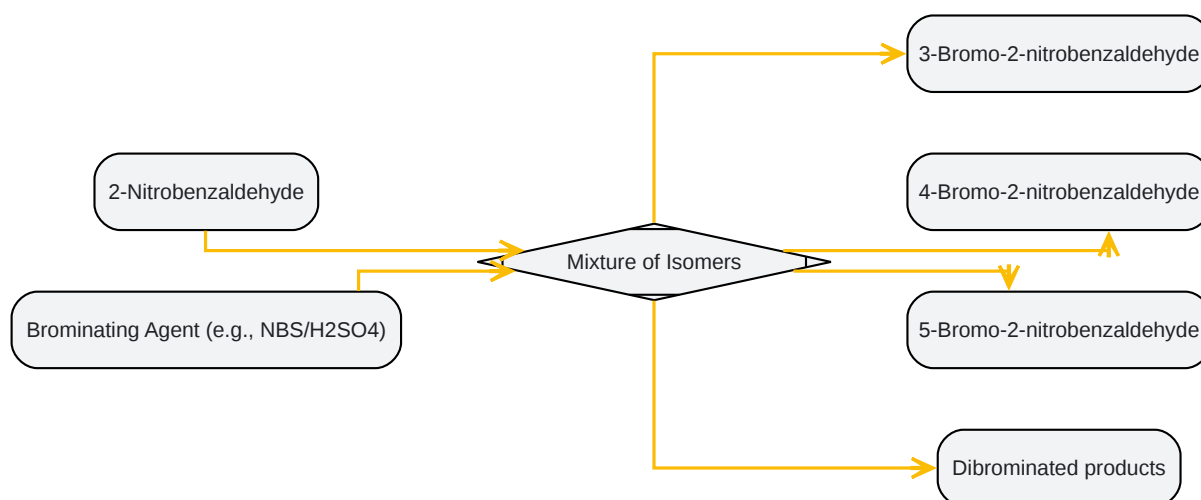 3-Bromo-2-nitrobenzaldehyde
2-Nitrobenzaldehyde
4-Bromo-2-nitrobenzaldehyde
Mixture of Isomers
Brominating Agent (e.g., NBS/H2SO4)
5-Bromo-2-nitrobenzaldehyde
Dibrominated products